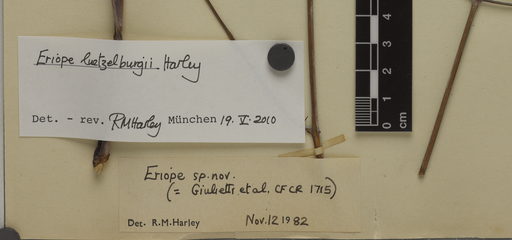 Eriope luetzelburgii Harley
Det. - rev. RMHarley München 19. V. 2010
Eriope sp. nov.
(= Giulietti et al, CFCR 1715)
Det R.M.Harley Nov. 12 1982
0 1 2 3 4
cm